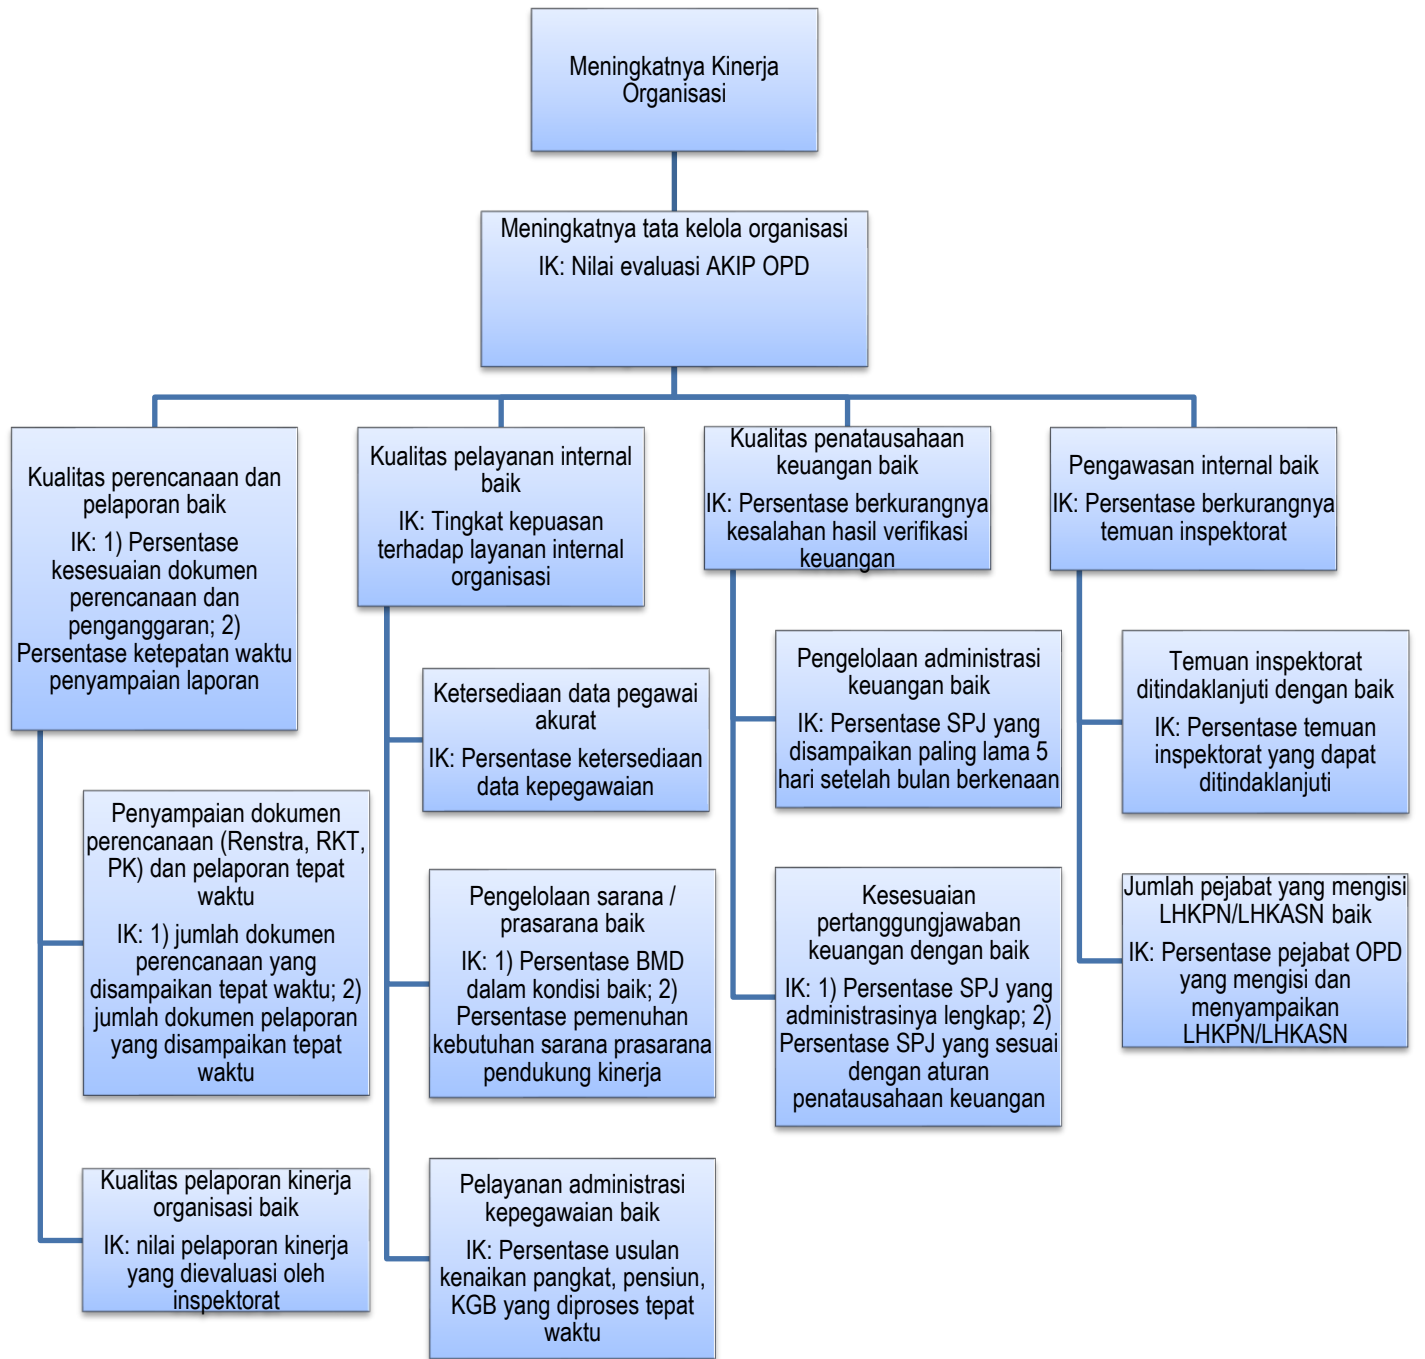 Meningkatnya Kinerja
Organisasi
Meningkatnya tata kelola organisasi
IK: Nilai evaluasi AKIP OPD
Kualitas perencanaan dan
pelaporan baik
IK: 1) Persentase
kesesuaian dokumen
perencanaan dan
penganggaran; 2)
Persentase ketepatan waktu
penyampaian laporan
Penyampaian dokumen
perencanaan (Renstra, RKT,
PK) dan pelaporan tepat
waktu
IK: 1) jumlah dokumen
perencanaan yang
disampaikan tepat waktu; 2)
jumlah dokumen pelaporan
yang disampaikan tepat
waktu
Kualitas pelaporan kinerja
organisasi baik
IK: nilai pelaporan kinerja
yang dievaluasi oleh
inspektorat
Kualitas pelayanan internal
baik
IK: Tingkat kepuasan
terhadap layanan internal
organisasi
Ketersediaan data pegawai
akurat
IK: Persentase ketersediaan
data kepegawaian
Pengelolaan sarana /
prasarana baik
IK: 1) Persentase BMD
dalam kondisi baik; 2)
Persentase pemenuhan
kebutuhan sarana prasarana
pendukung kinerja
Pelayanan administrasi
kepegawaian baik
IK: Persentase usulan
kenaikan pangkat, pensiun,
KGB yang diproses tepat
waktu
Kualitas penatausahaan
keuangan baik
IK: Persentase berkurangnya
kesalahan hasil verifikasi
keuangan
Pengelolaan administrasi
keuangan baik
IK: Persentase SPJ yang
disampaikan paling lama 5
hari setelah bulan berkenaan
Kesesuaian
pertanggungjawaban
keuangan dengan baik
IK: 1) Persentase SPJ yang
administrasinya lengkap; 2)
Persentase SPJ yang sesuai
dengan aturan
penatausahaan keuangan
Pengawasan internal baik
IK: Persentase berkurangnya
temuan inspektorat
Temuan inspektorat
ditindaklanjuti dengan baik
IK: Persentase temuan
inspektorat yang dapat
ditindaklanjuti
Jumlah pejabat yang mengisi
LHKPN/LHKASN baik
IK: Persentase pejabat OPD
yang mengisi dan
menyampaikan
LHKPN/LHKASN